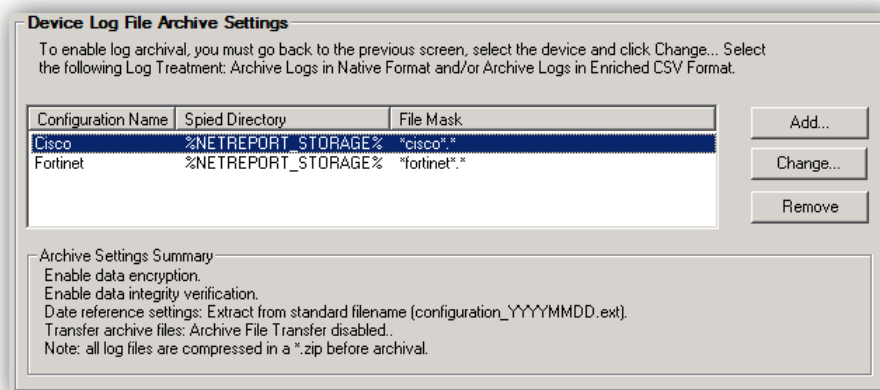 Device Log File Archive Settings
To enable log archival, you must go back to the previous screen, select the device and click Change... Select
the following Log Treatment: Archive Logs in Native Format and/or Archive Logs in Enriched CSV Format.
Configuration Name Spied Directory File Mask
Cisco %NETREPORT_STORAGE% *cisco*.*
Fortinet %NETREPORT_STORAGE% *fortinet*.*
Add...
Change...
Remove
Archive Settings Summary
Enable data encryption.
Enable data integrity verification.
Date reference settings: Extract from standard filename (configuration_YYYYMMDD.ext).
Transfer archive files: Archive File Transfer disabled..
Note: all log files are compressed in a *.zip before archival.